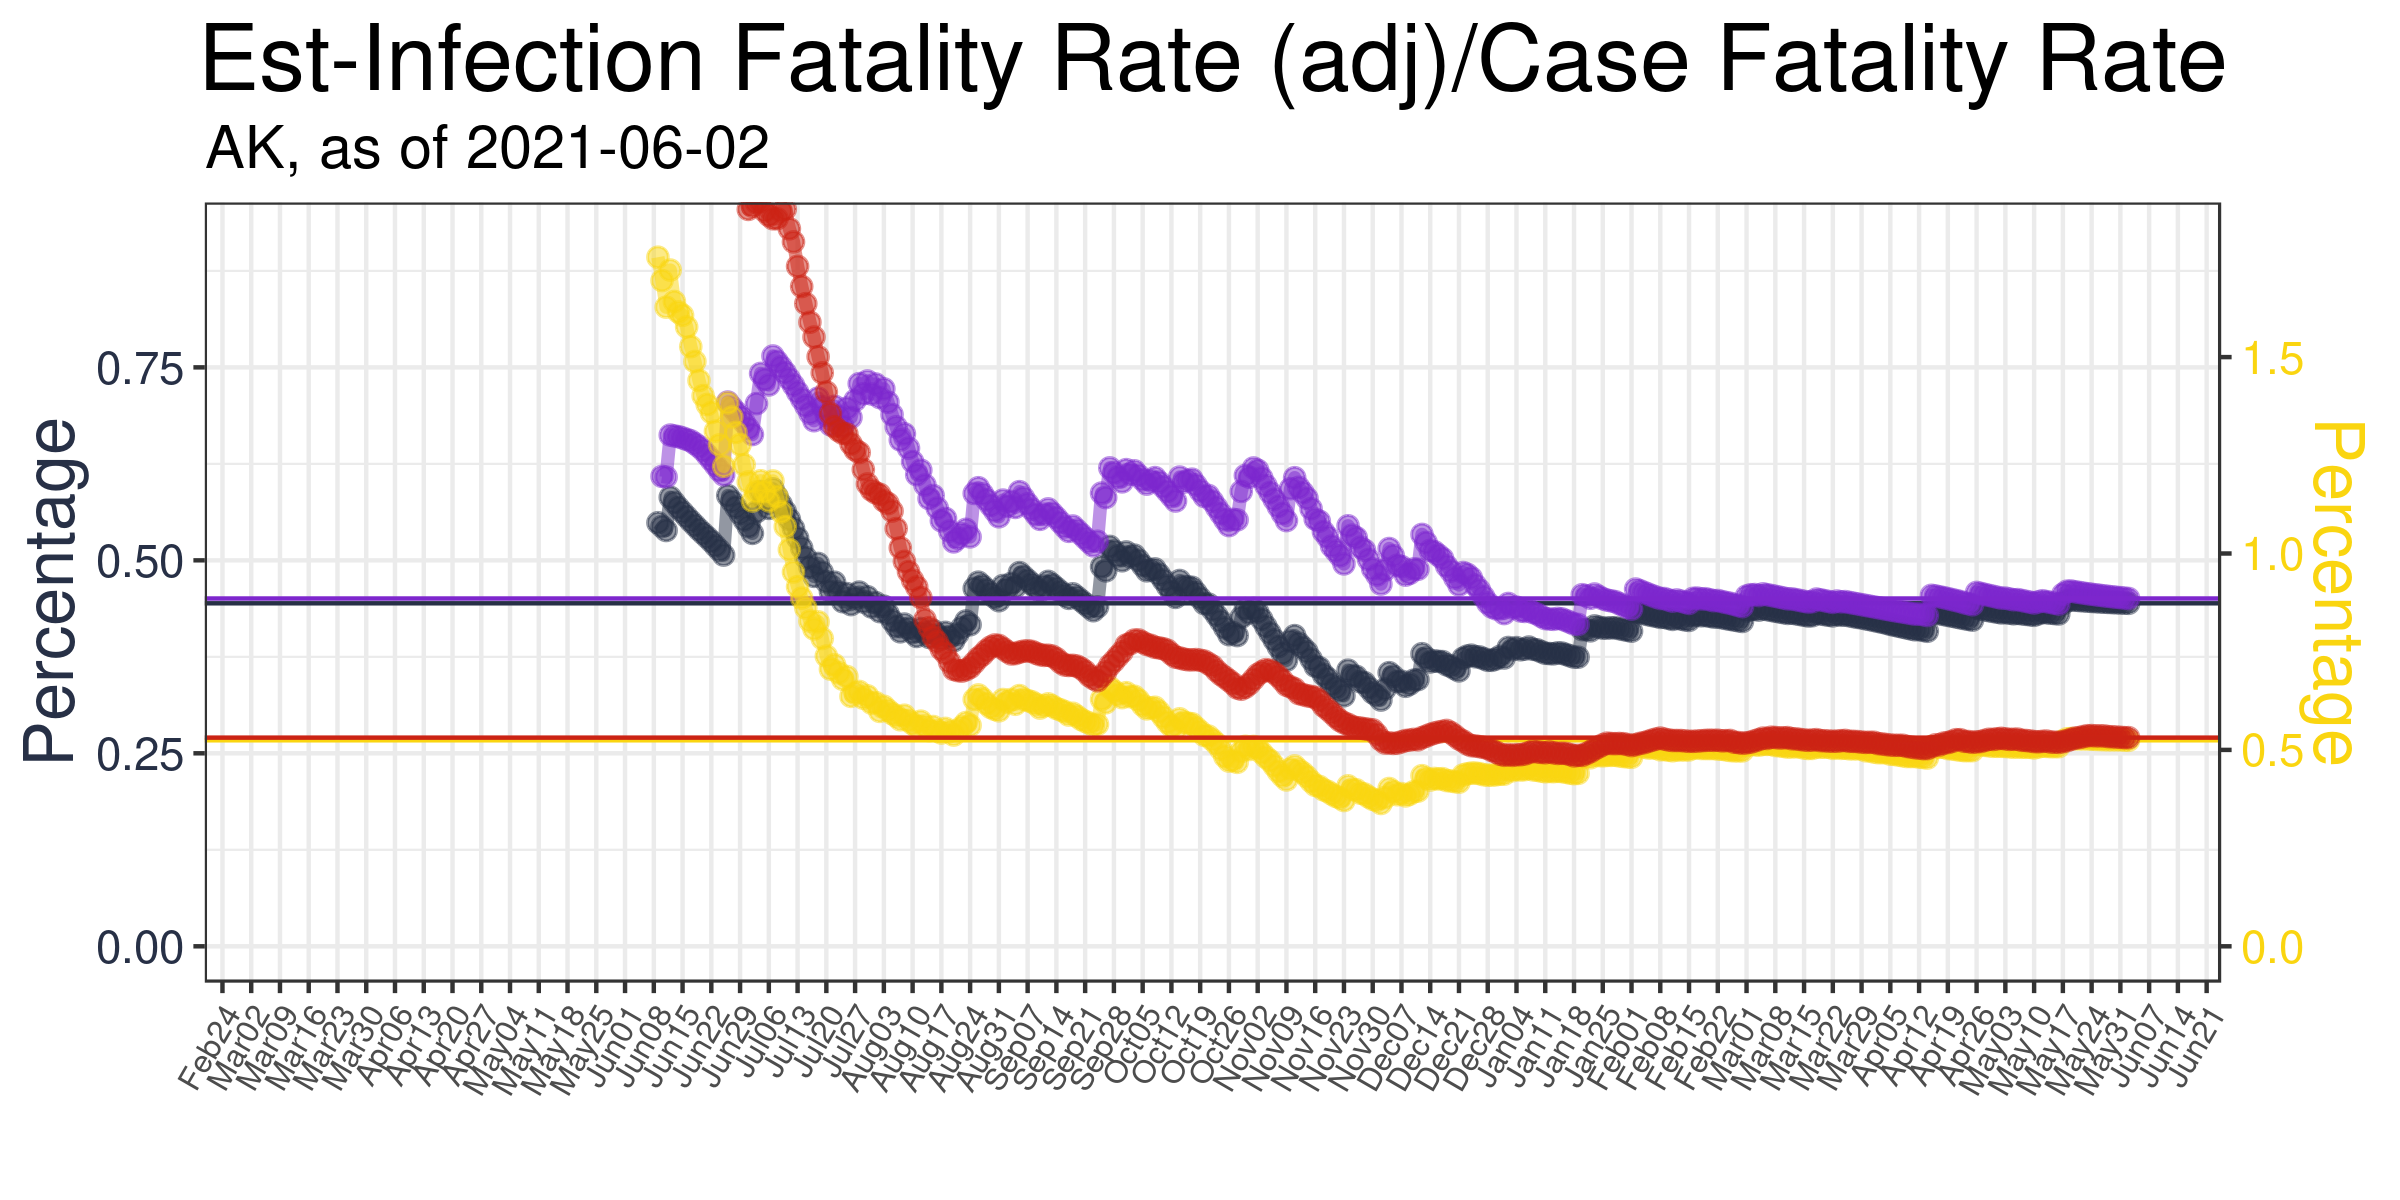 Est-Infection Fatality Rate (adj)/Case Fatality Rate
AK, as of 2021-06-02
Percentage
0.75
0.50
0.25
0.00
1.5
1.0
0.5
0.0
Percentage
Feb24 Mar02 Mar09 Mar16 Mar23 Mar30 Apr06 Apr13 Apr20 Apr27 May04 May11 May18 May25 Jun01 Jun08 Jun15 Jun22 Jun29 Jul06 Jul13 Jul20 Jul27 Aug03 Aug10 Aug17 Aug24 Aug31 Sep07 Sep14 Sep21 Sep28 Oct05 Oct12 Oct19 Oct26 Nov02 Nov09 Nov16 Nov23 Nov30 Dec07 Dec14 Dec21 Dec28 Jan04 Jan11 Jan18 Jan25 Feb01 Feb08 Feb15 Feb22 Mar01 Mar08 Mar15 Mar22 Mar29 Apr05 Apr12 Apr19 Apr26 May03 May10 May17 May24 May31 Jun07 Jun14 Jun21